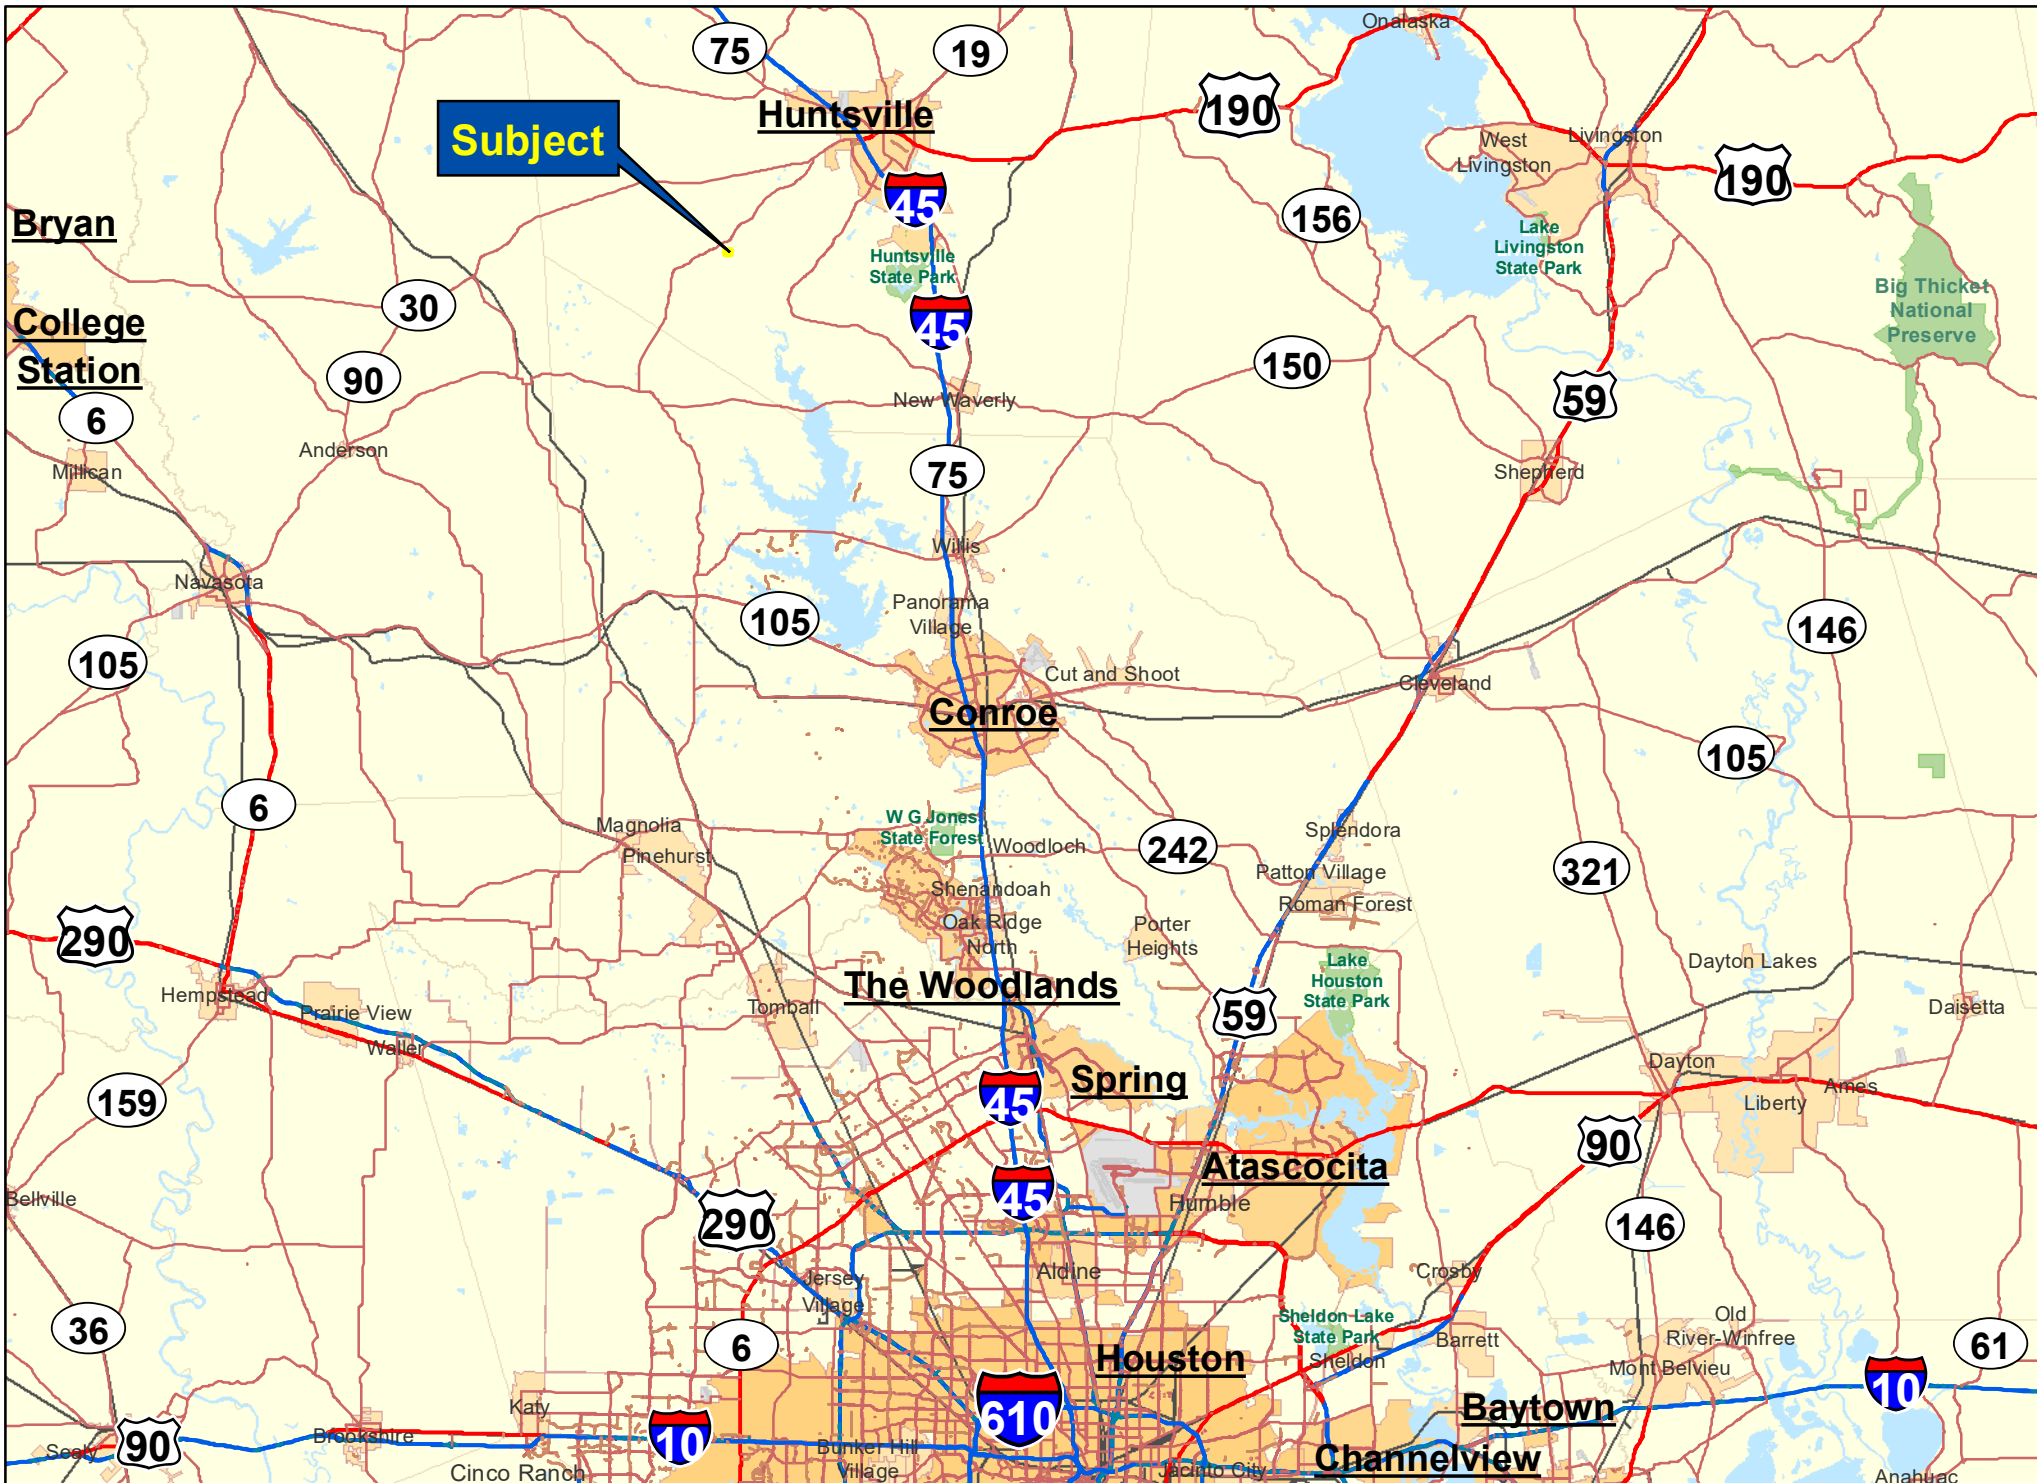 Onalaska
75
19
Huntsville
190
Subject
West
Livingston
Livingston
190
45
156
Bryan
Lake
Livingston
State Park
Huntsville
State Park
30
45
Big Thicket
National
Preserve
College
Station
90
150
59
6
New Waverly
Anderson
Millican
75
Shepherd
Willis
Navasota
Panorama
Village
105
146
105
Cut and Shoot
Cleveland
Conroe
105
6
Magnolia
Pinehurst
W G Jones
State Forest
Woodloch
242
Splendora
Patton Village
321
Shenandoah
Roman Forest
290
Oak Ridge
North
Porter
Heights
Lake
Houston
State Park
Dayton Lakes
The Woodlands
Hempstead
Prairie View
Tomball
59
Daisetta
Waller
Dayton
159
45
Spring
Ames
Liberty
90
Atascocita
Bellville
45
Humble
290
146
Aldine
Crosby
Jersey
Village
36
6
Sheldon Lake
State Park
Sheldon
Barrett
Old
River-Winfree
61
Houston
Mont Belvieu
10
Katy
610
Baytown
Sealy
90
Brookshire
10
Bunker Hill
Village
Channelview
Cinco Ranch
Jacinto City
Anahuac